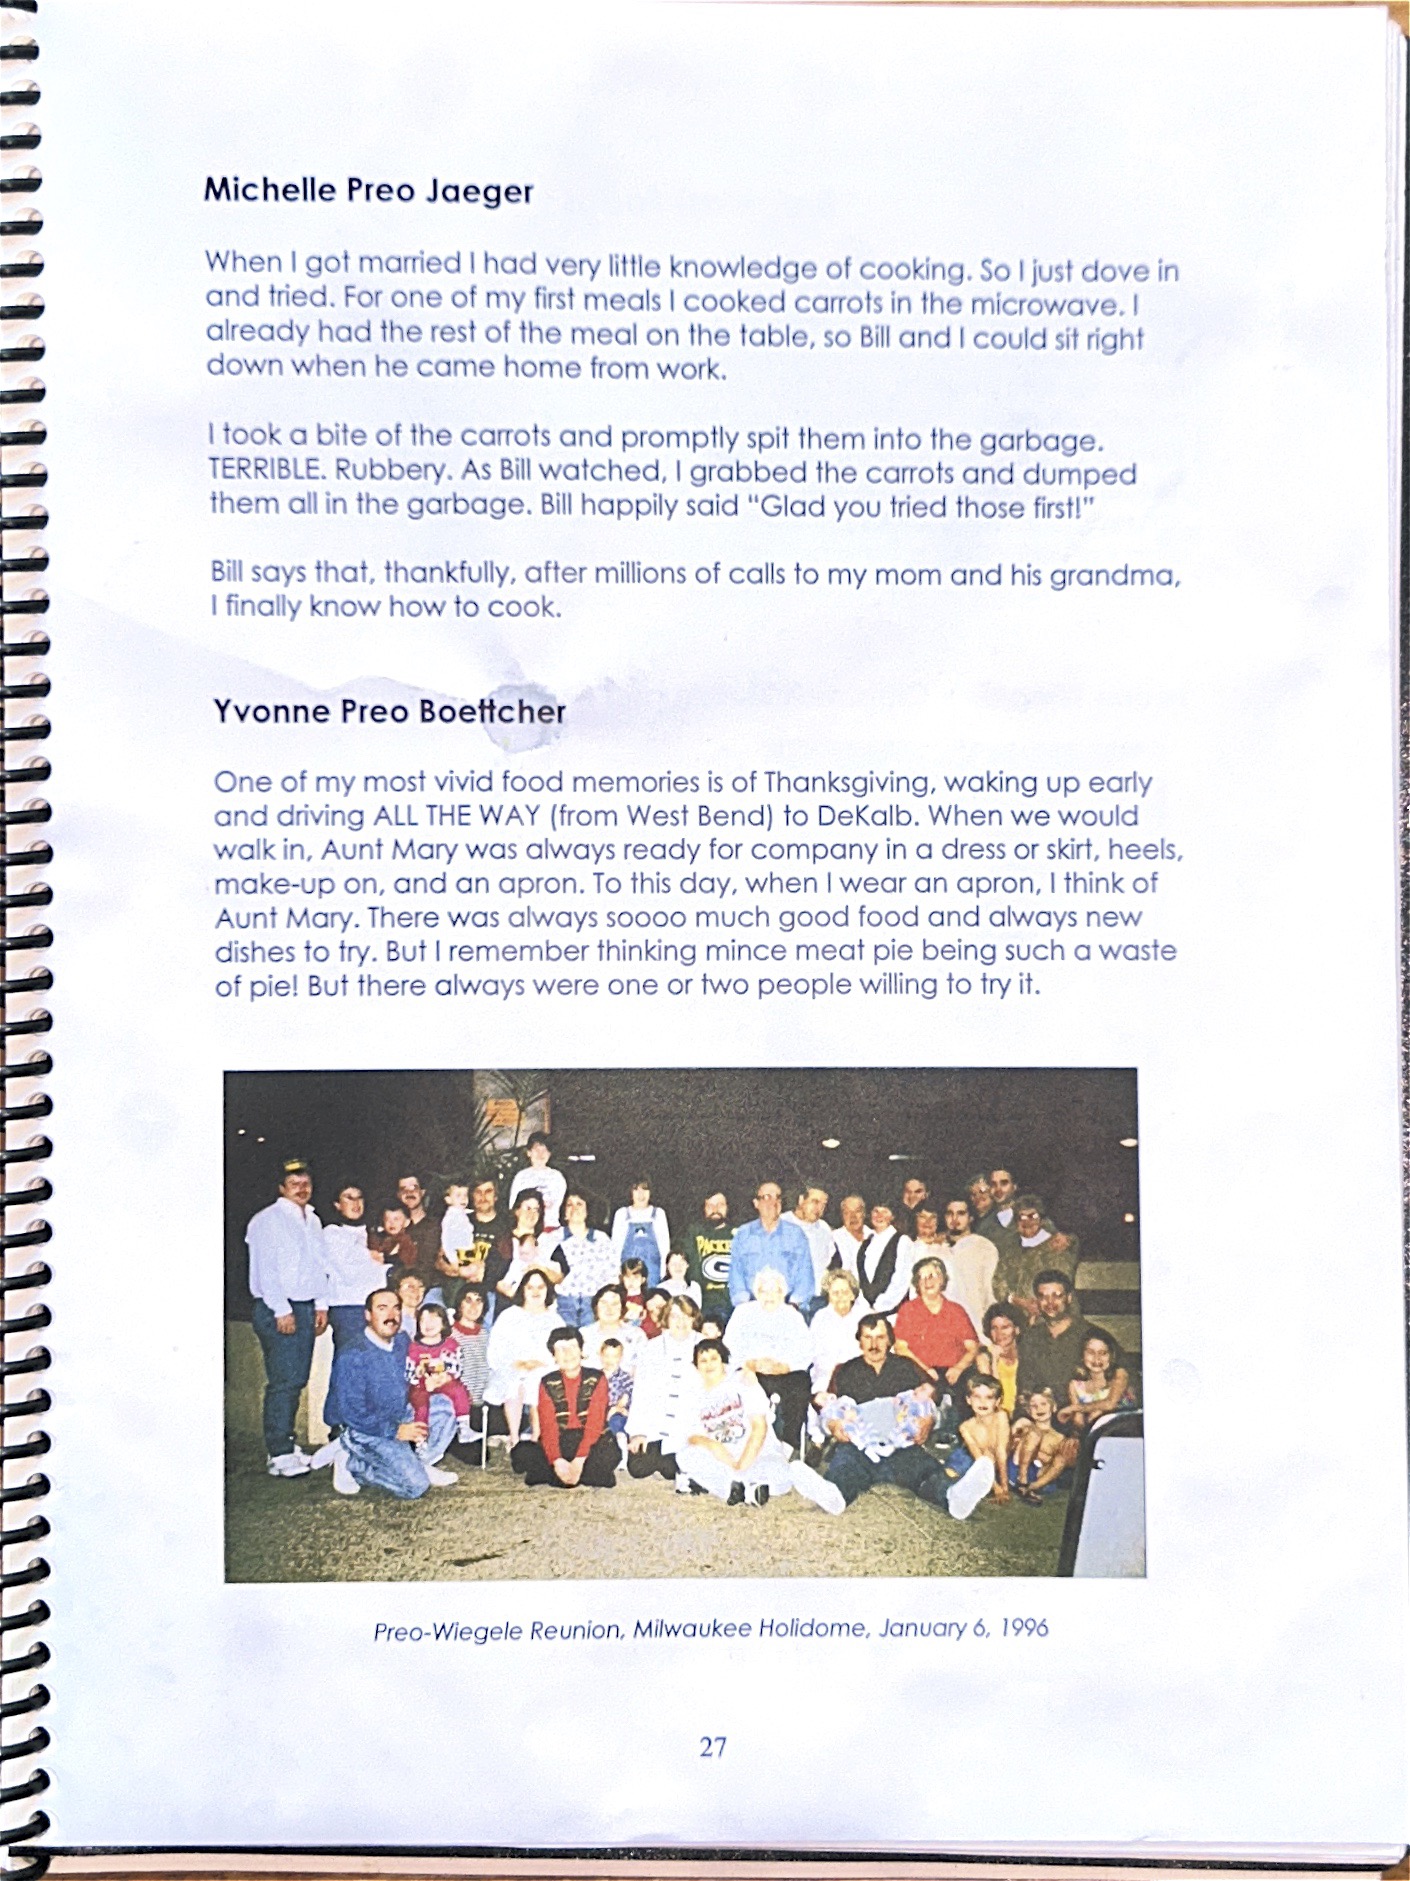 Michelle Preo Jaeger
When I got married I had very little knowledge of cooking. So I just dove in
and tried. For one of my first meals I cooked carrots in the microwave. I
already had the rest of the meal on the table, so Bill and I could sit right
down when he came home from work.
I took a bite of the carrots and promptly spit them into the garbage.
TERRIBLE. Rubbery. As Bill watched, I grabbed the carrots and dumped
them all in the garbage. Bill happily said "Glad you tried those first!"
Bill says that, thankfully, after millions of calls to my mom and his grandma,
I finally know how to cook.
Yvonne Preo Boettcher
One of my most vivid food memories is of Thanksgiving, waking up early
and driving ALL THE WAY (from West Bend) to DeKalb. When we would
walk in, Aunt Mary was always ready for company in a dress or skirt, heels,
make-up on, and an apron. To this day, when I wear an apron, I think of
Aunt Mary. There was always soooo much good food and always new
dishes to try. But I remember thinking mince meat pie being such a waste
of pie! But there always were one or two people willing to try it.
PACKE
G
Preo-Wiegele Reunion, Milwaukee Holidome, January 6, 1996
27